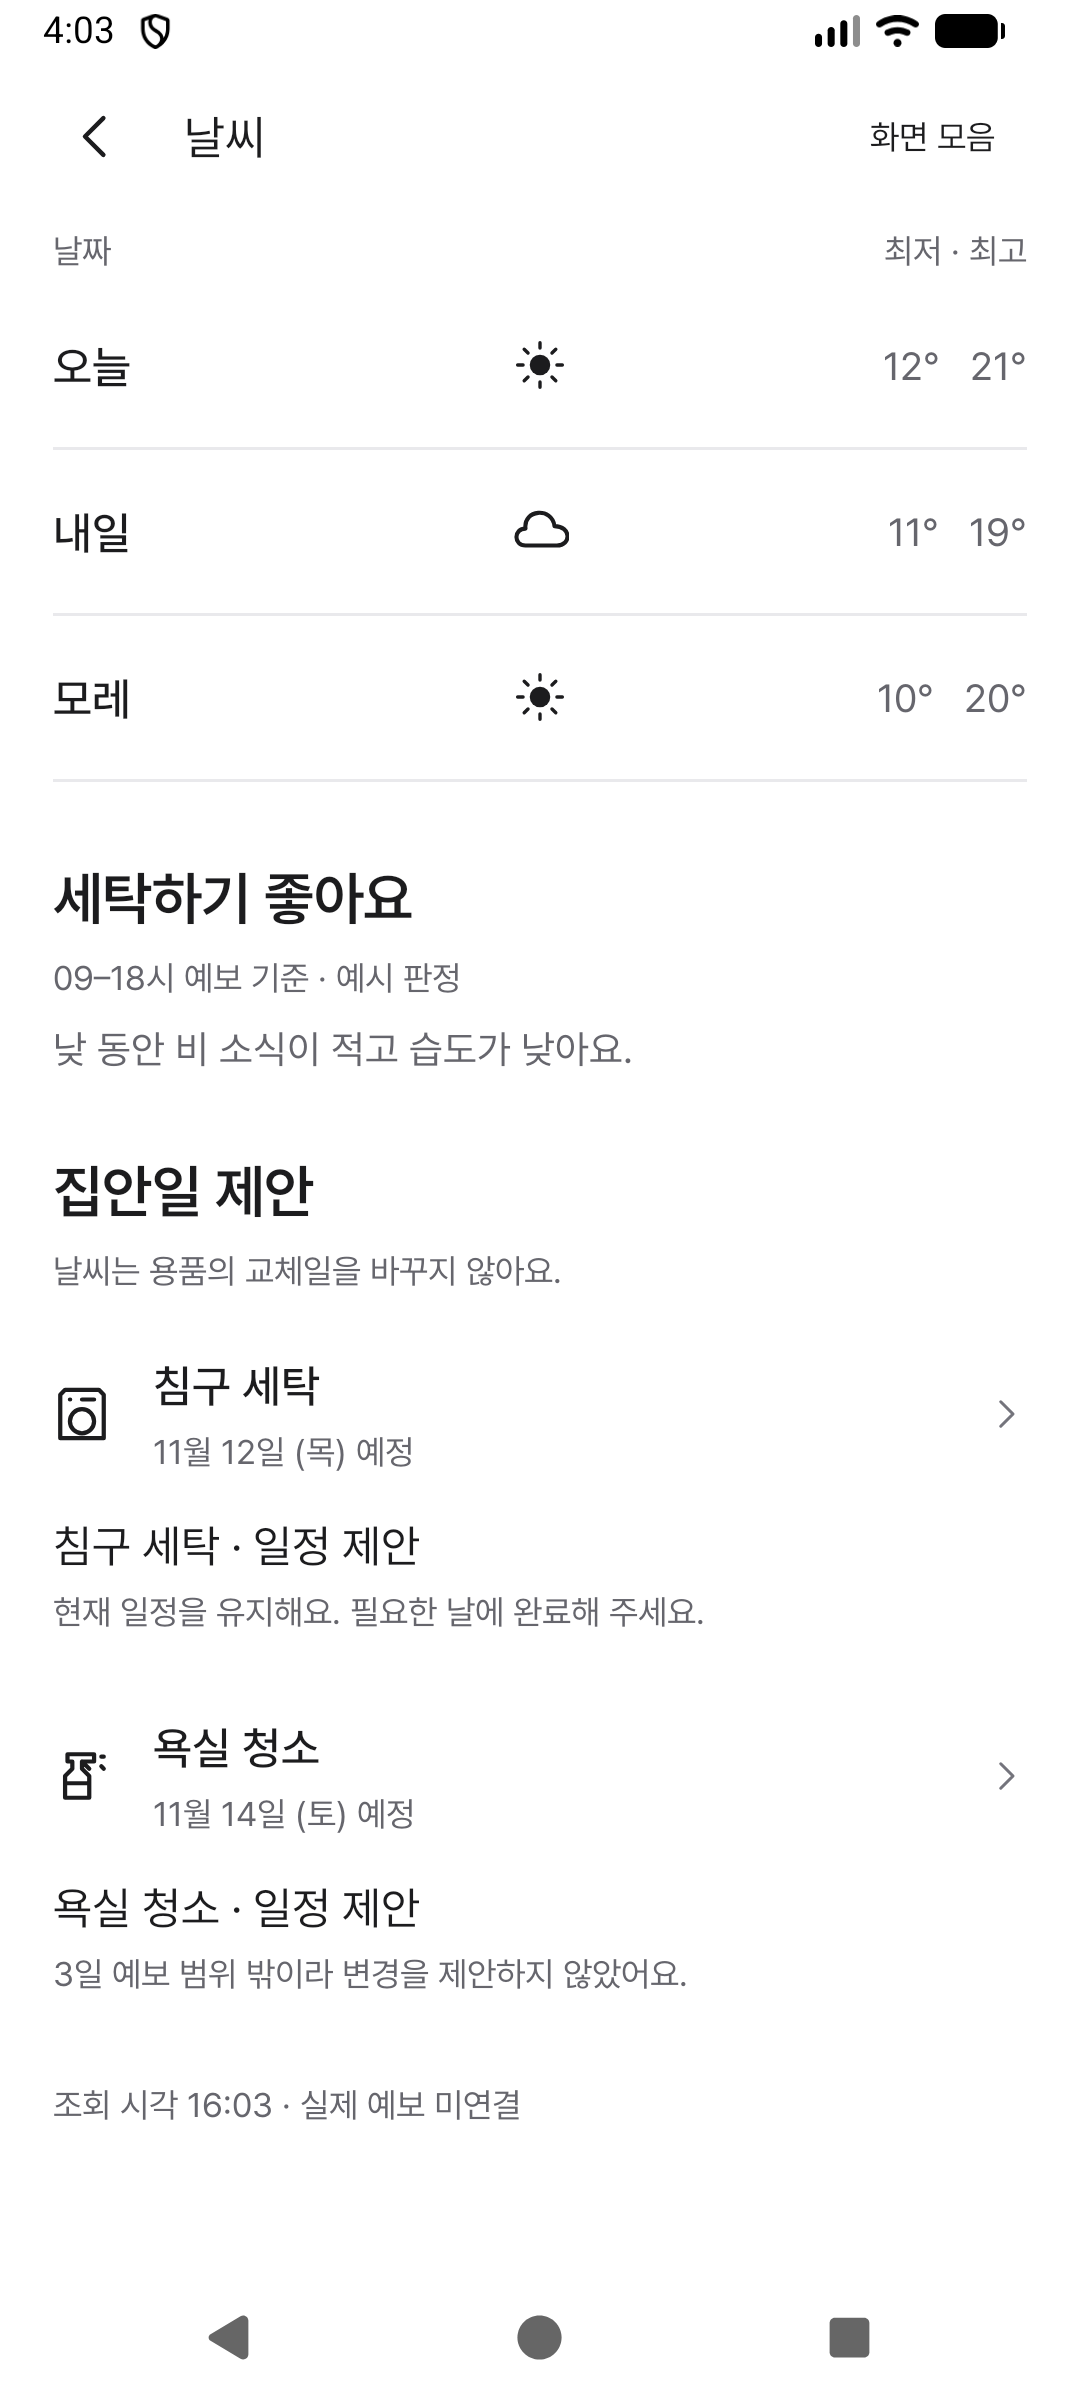 4:03
날씨
화면 모음
날짜
최저 · 최고
오늘
12° 21°
내일
11° 19°
모레
10° 20°
세탁하기 좋아요
09–18시 예보 기준 · 예시 판정
낮 동안 비 소식이 적고 습도가 낮아요.
집안일 제안
날씨는 용품의 교체일을 바꾸지 않아요.
침구 세탁
11월 12일 (목) 예정
침구 세탁 · 일정 제안
현재 일정을 유지해요. 필요한 날에 완료해 주세요.
욕실 청소
11월 14일 (토) 예정
욕실 청소 · 일정 제안
3일 예보 범위 밖이라 변경을 제안하지 않았어요.
조회 시각 16:03 · 실제 예보 미연결